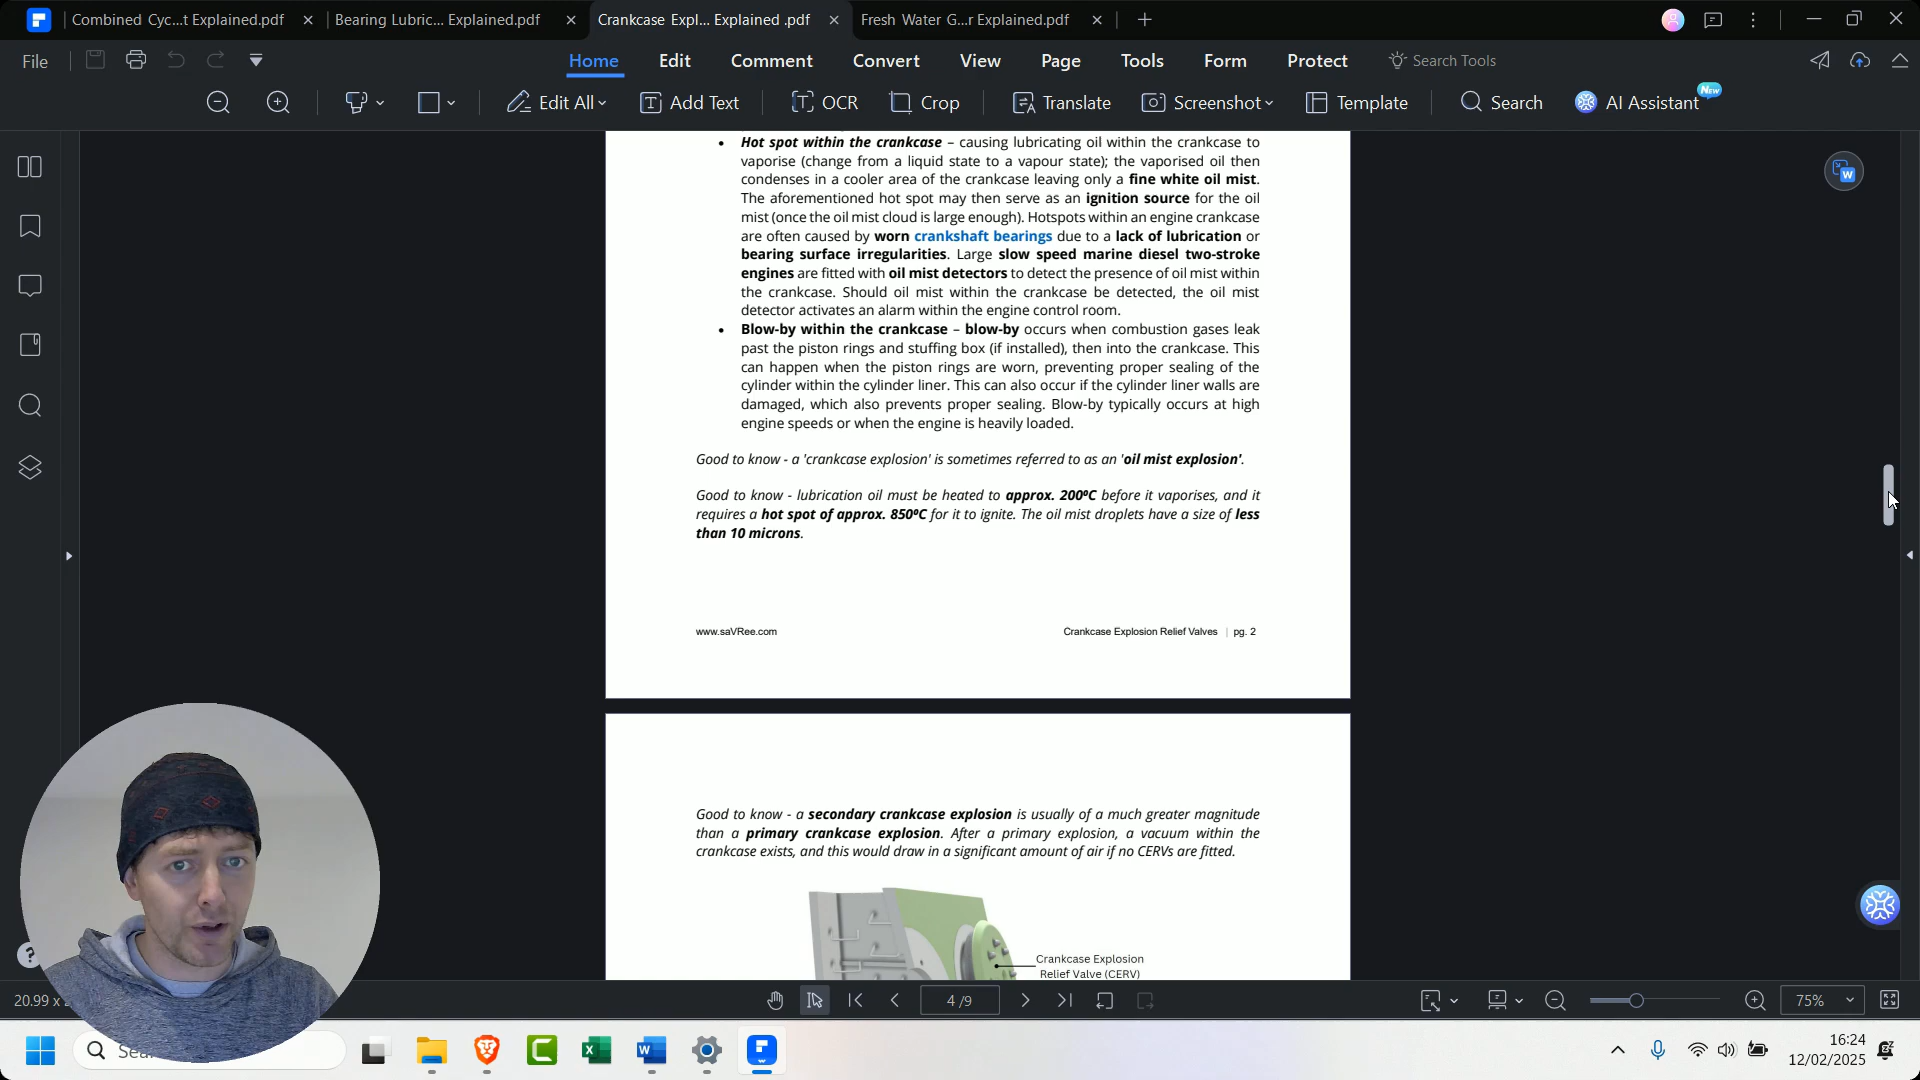 Combined Cyc...t Explained.pdf
Bearing Lubric... Explained.pdf
Crankcase Expl... Explained .pdf
Fresh Water G...r Explained.pdf
File
Home
Edit
Comment
Convert
View
Page
Tools
Form
Protect
Search Tools
Edit All
Add Text
OCR
Crop
Translate
Screenshot
Template
Search
AI Assistant
New
• Hot spot within the crankcase – causing lubricating oil within the crankcase to
vaporise (change from a liquid state to a vapour state); the vaporised oil then
condenses in a cooler area of the crankcase leaving only a fine white oil mist.
The aforementioned hot spot may then serve as an ignition source for the oil
mist (once the oil mist cloud is large enough). Hotspots within an engine crankcase
are often caused by worn crankshaft bearings due to a lack of lubrication or
bearing surface irregularities. Large slow speed marine diesel two-stroke
engines are fitted with oil mist detectors to detect the presence of oil mist within
the crankcase. Should oil mist within the crankcase be detected, the oil mist
detector activates an alarm within the engine control room.
• Blow-by within the crankcase – blow-by occurs when combustion gases leak
past the piston rings and stuffing box (if installed), then into the crankcase. This
can happen when the piston rings are worn, preventing proper sealing of the
cylinder within the cylinder liner. This can also occur if the cylinder liner walls are
damaged, which also prevents proper sealing. Blow-by typically occurs at high
engine speeds or when the engine is heavily loaded.
Good to know - a 'crankcase explosion' is sometimes referred to as an 'oil mist explosion'.
Good to know - lubrication oil must be heated to approx. 200ºC before it vaporises, and it
requires a hot spot of approx. 850ºC for it to ignite. The oil mist droplets have a size of less
than 10 microns.
www.saVRee.com
Crankcase Explosion Relief Valves | pg. 2
Good to know - a secondary crankcase explosion is usually of a much greater magnitude
than a primary crankcase explosion. After a primary explosion, a vacuum within the
crankcase exists, and this would draw in a significant amount of air if no CERVs are fitted.
Crankcase Explosion
Relief Valve (CERV)
20.99 x
4 /9
75%
16:24
12/02/2025